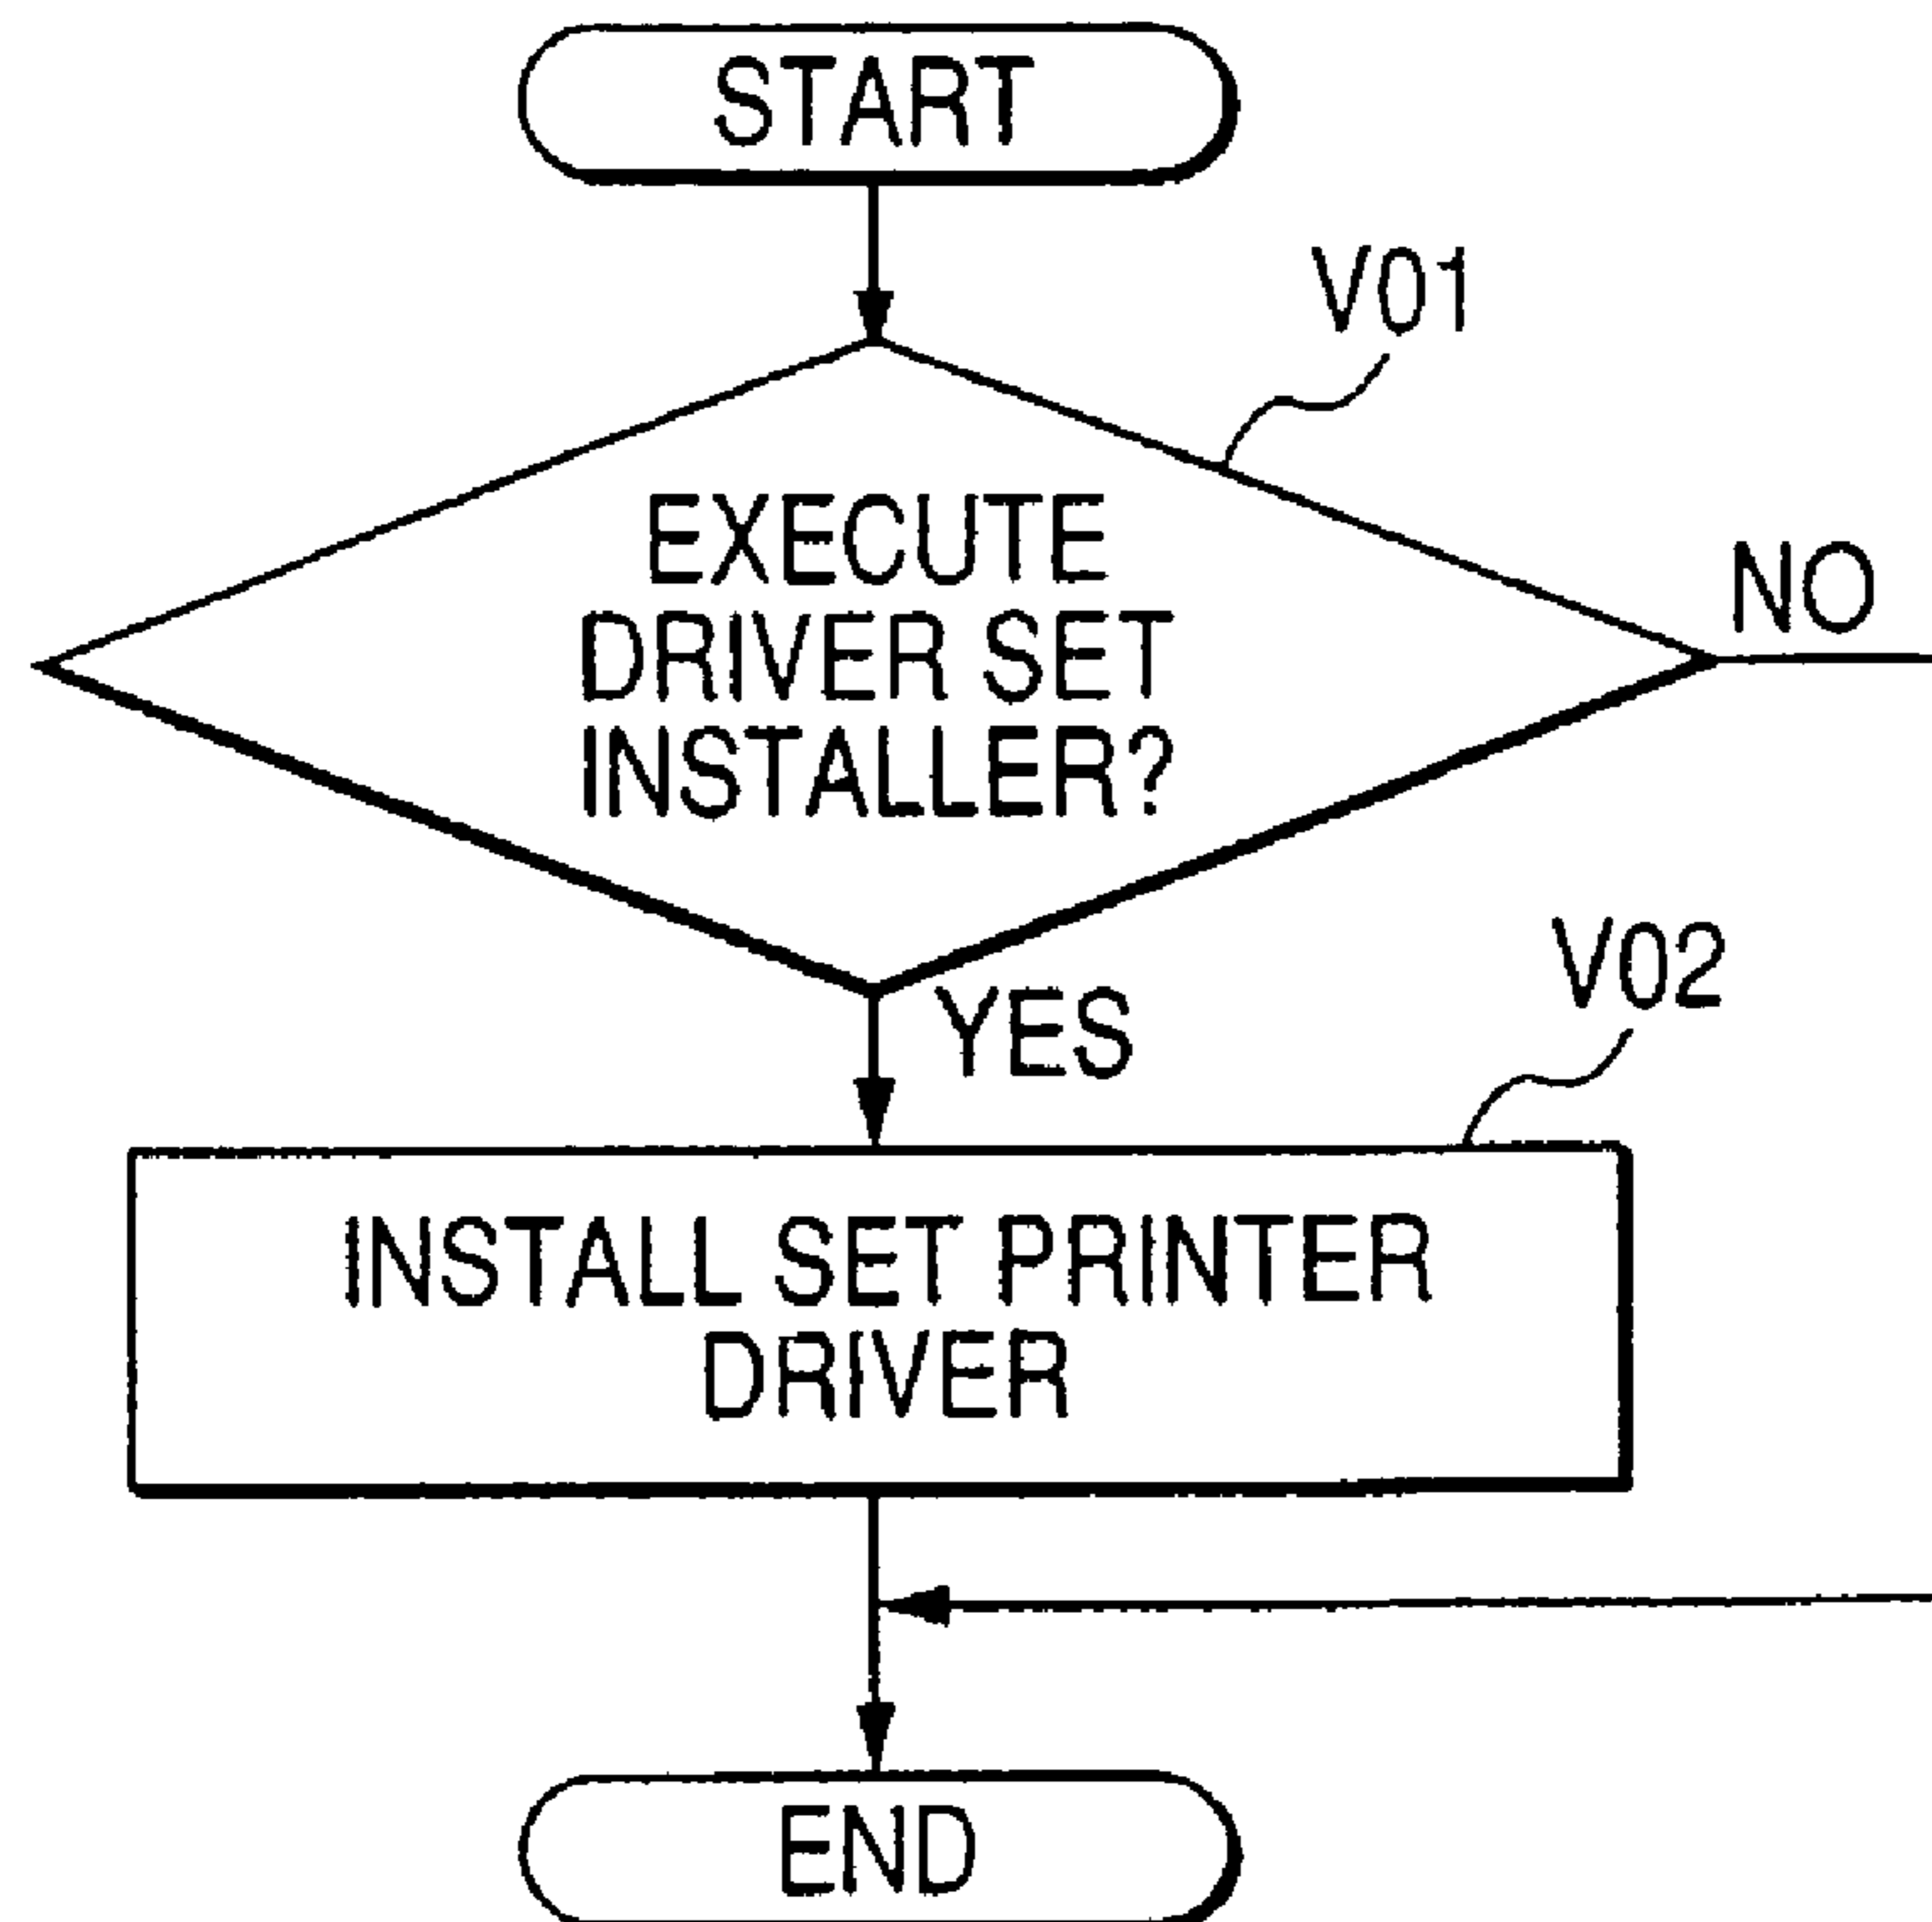 START
V01
EXECUTE
DRIVER SET
INSTALLER?
NO
YES
V02
INSTALL SET PRINTER
DRIVER
END